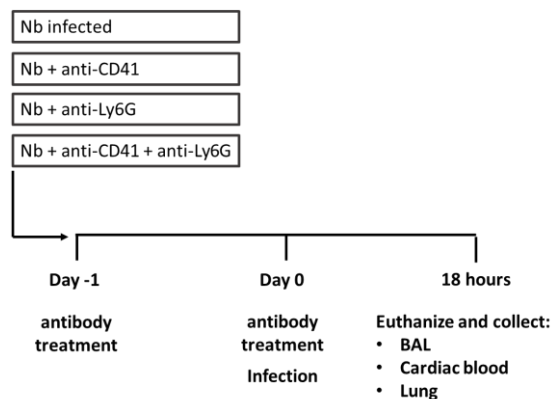 Nb infected
Nb + anti-CD41
Nb + anti-Ly6G
Nb + anti-CD41 + anti-Ly6G
Day -1
Day 0
18 hours
antibody
treatment
antibody
treatment
Infection
Euthanize and collect:
• BAL
• Cardiac blood
• Lung